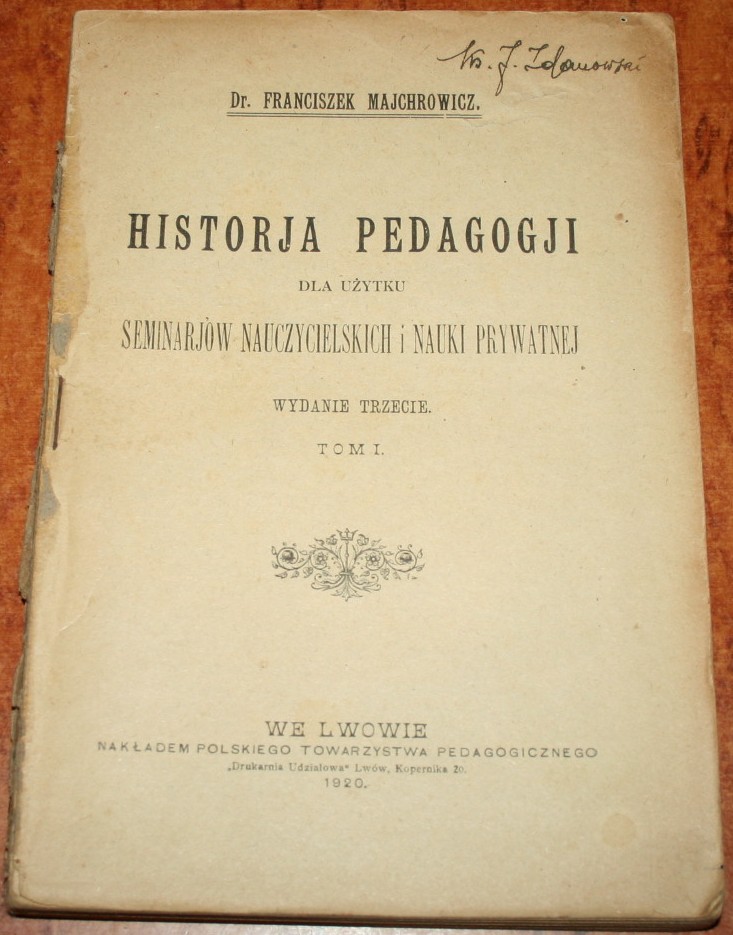 Ks. J. Zdanowski
Dr. FRANCISZEK MAJCHROWICZ.
HISTORJA PEDAGOGJI
DLA UŻYTKU
SEMINARJÓW NAUCZYCIELSKICH i NAUKI PRYWATNEJ
WYDANIE TRZECIE.
TOM I.
WE LWOWIE
NAKŁADEM POLSKIEGO TOWARZYSTWA PEDAGOGICZNEGO
„Drukarnia Udziałowa“ Lwów, Kopernika 20.
1920.